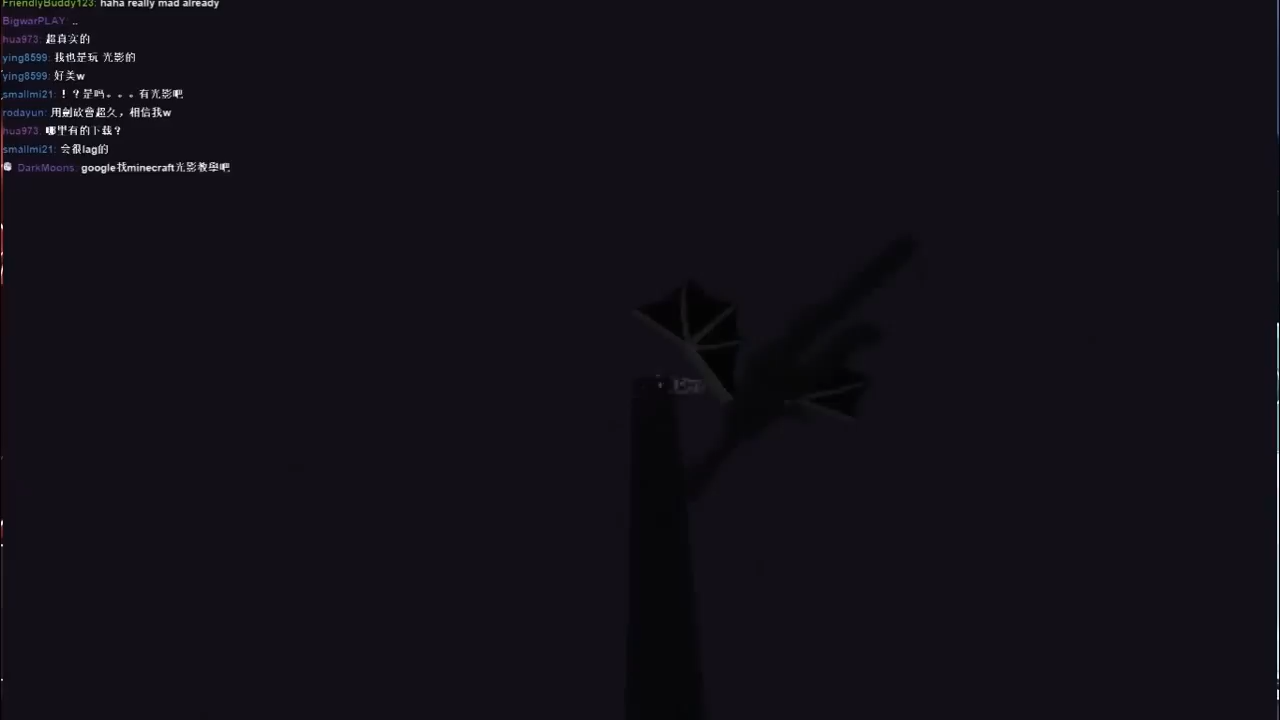 FriendlyBuddy123: haha really mad already
BigwarPLAY: ..
hua973: 超真实的
ying8599: 我也是玩 光影的
ying8599: 好美w
smallmi21: ！？是吗。。。有光影吧
rodayun: 用劍砍會超久，相信我w
hua973: 哪里有的下载？
smallmi21: 会很lag的
DarkMoons: google找minecraft光影教學吧